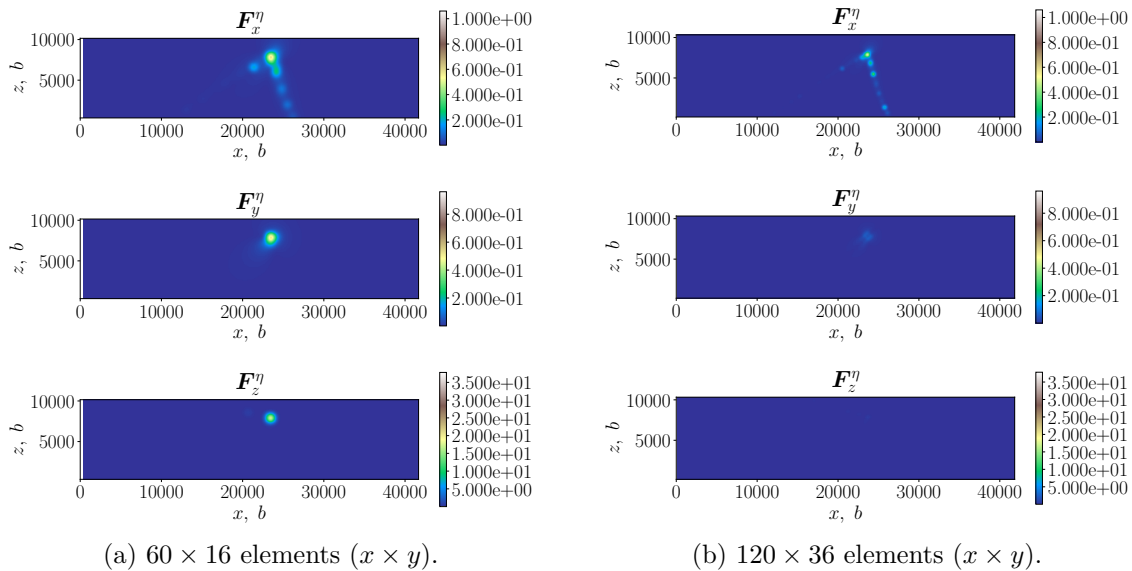 F_x^η
10000
5000
z, b
0 10000 20000 30000 40000
x, b
1.000e+00
8.000e-01
6.000e-01
4.000e-01
2.000e-01
F_y^η
10000
5000
z, b
0 10000 20000 30000 40000
x, b
8.000e-01
6.000e-01
4.000e-01
2.000e-01
F_z^η
10000
5000
z, b
0 10000 20000 30000 40000
x, b
3.500e+01
3.000e+01
2.500e+01
2.000e+01
1.500e+01
1.000e+01
5.000e+00
(a) 60 × 16 elements (x × y).
F_x^η
10000
5000
z, b
0 10000 20000 30000 40000
x, b
1.000e+00
8.000e-01
6.000e-01
4.000e-01
2.000e-01
F_y^η
10000
5000
z, b
0 10000 20000 30000 40000
x, b
8.000e-01
6.000e-01
4.000e-01
2.000e-01
F_z^η
10000
5000
z, b
0 10000 20000 30000 40000
x, b
3.500e+01
3.000e+01
2.500e+01
2.000e+01
1.500e+01
1.000e+01
5.000e+00
(b) 120 × 36 elements (x × y).